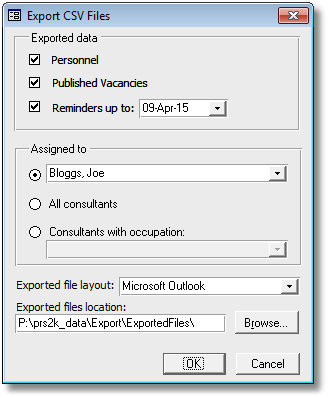 Export CSV Files
Exported data
Personnel
Published Vacancies
Reminders up to: 09-Apr-15
Assigned to
Bloggs, Joe
All consultants
Consultants with occupation:
Exported file layout: Microsoft Outlook
Exported files location:
P:\prs2k_data\Export\ExportedFiles\ Browse...
OK Cancel